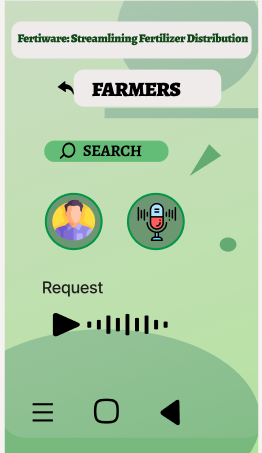 Fertiware: Streamlining Fertilizer Distribution
FARMERS
SEARCH
Request